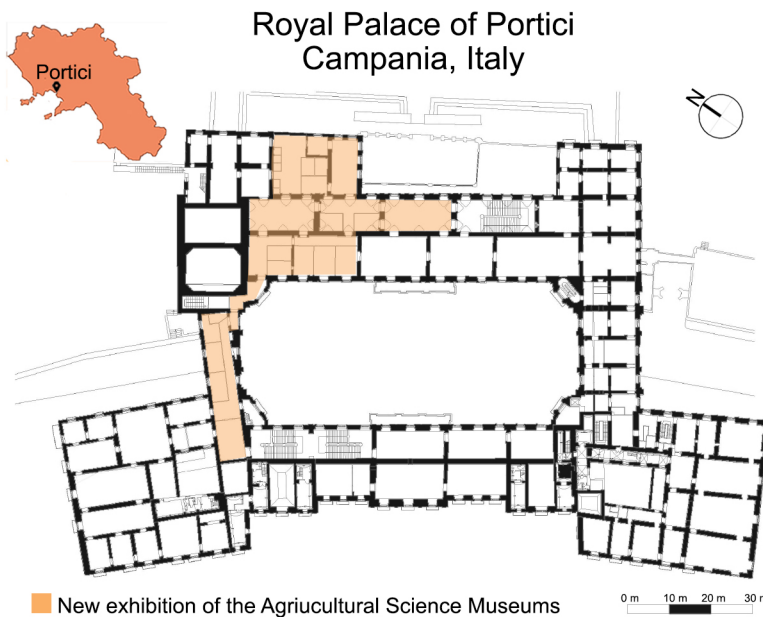 Royal Palace of Portici
Campania, Italy
Portici
N
New exhibition of the Agriucultural Science Museums
0 m 10 m 20 m 30 m